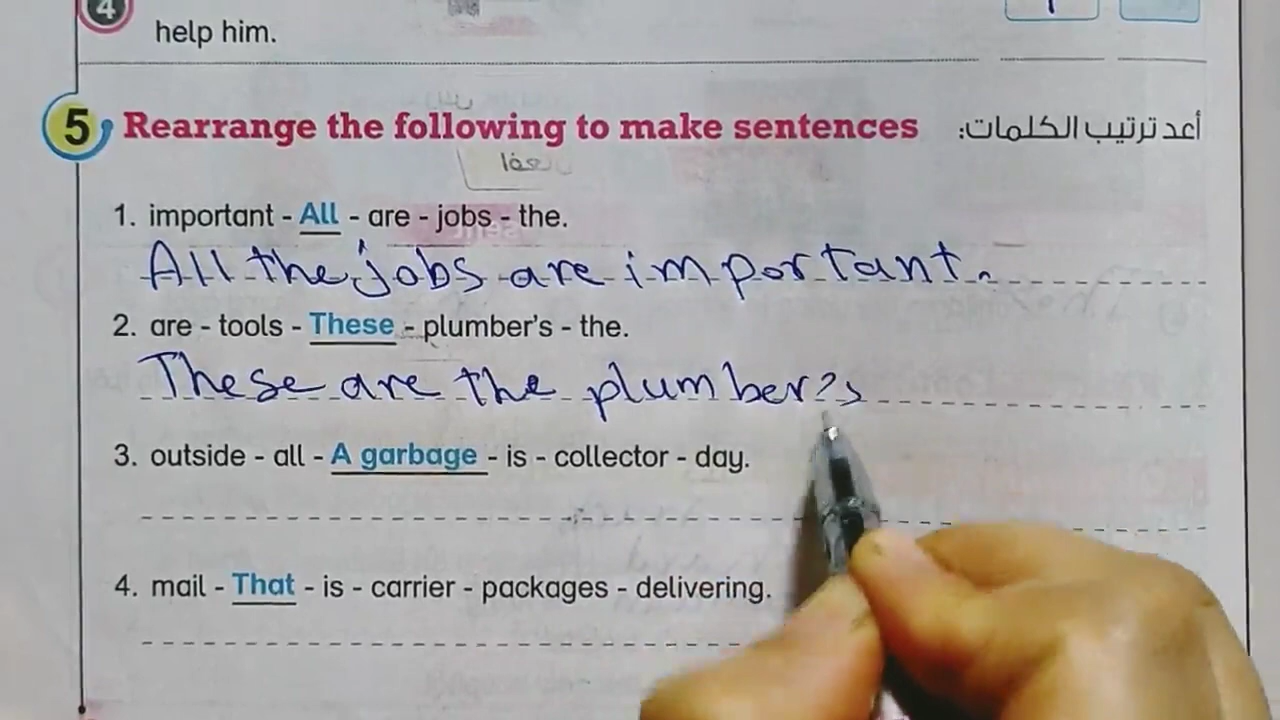 4
help him.
5 Rearrange the following to make sentences أعد ترتيب الكلمات:
1. important - All - are - jobs - the.
All the jobs are important.
2. are - tools - These - plumber's - the.
These are the plumber's
3. outside - all - A garbage - is - collector - day.
4. mail - That - is - carrier - packages - delivering.